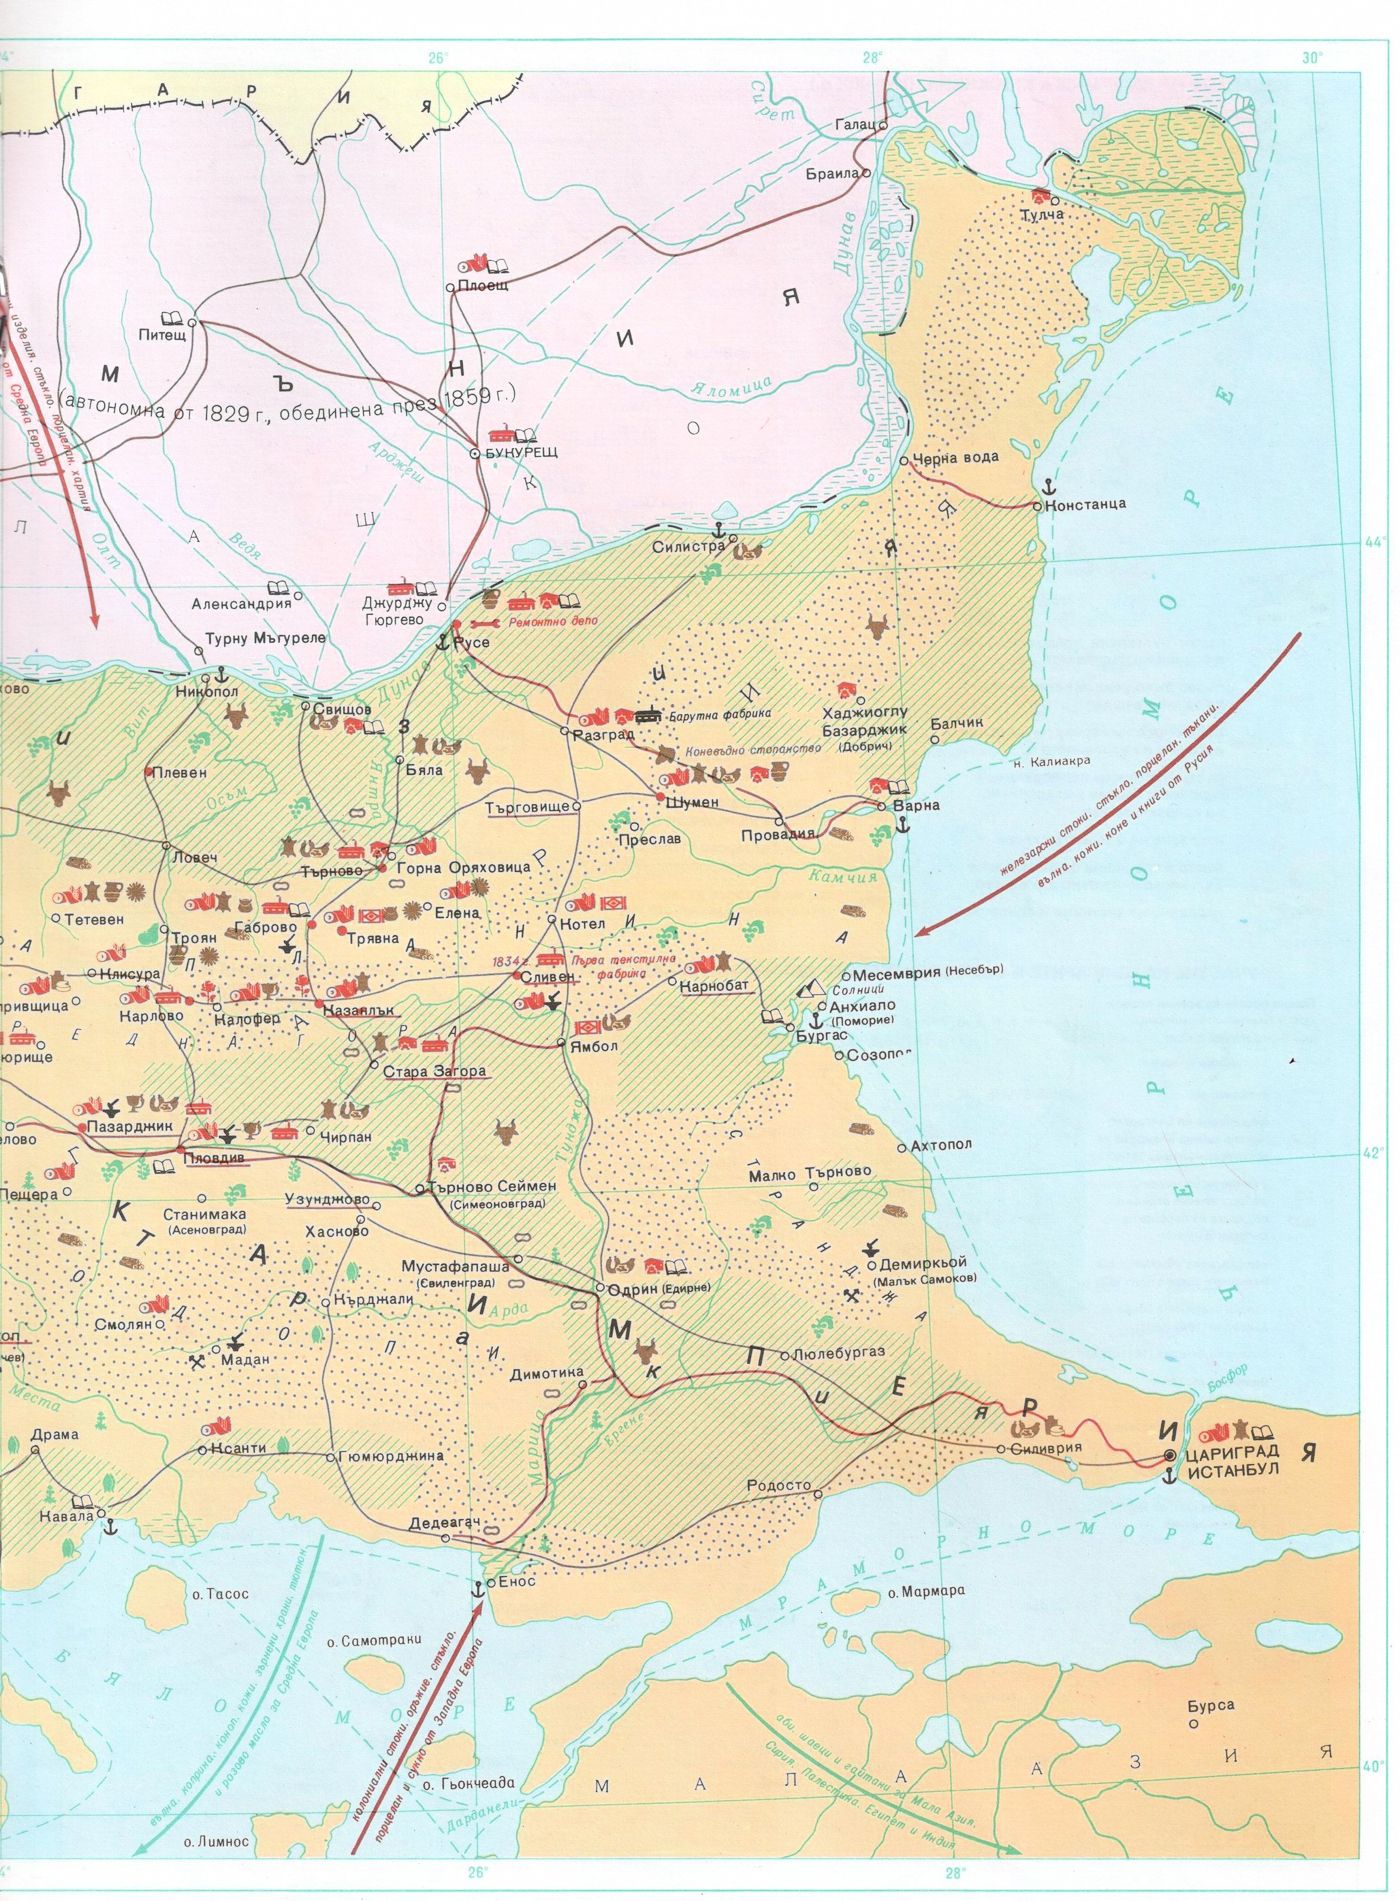 26°
28°
30°
ГАРИЯ
Сирет
Галац
Браила
Тулча
Дунав
Плоещ
Питещ
МЪНИЯ
(автономна от 1829 г., обединена през 1859 г.)
Яломица
изделия, стъкло, порцелан, хартия
от Средна Европа
Арджеш
БУКУРЕЩ
Черна вода
Констанца
ЛАШКО
Олт
Ведя
Силистра
44°
Александрия
Джурджу
Гюргево
Ремонтно депо
Русе
Турну Мъгуреле
Никопол
Дунав
Свищов
Вит
Янтра
Осъм
Барутна фабрика
Разград
Хаджиоглу
Базарджик
(Добрич)
Балчик
н. Калиакра
Коневъдно стопанство
Бяла
Плевен
Търговище
Шумен
Варна
Провадия
Преслав
железарски стоки, стъкло, порцелан, тъкани,
вълна, кожи, коне и книги от Русия
ЧЕРНО МОРЕ
Ловеч
Търново
Горна Оряховица
Камчия
Тетевен
Троян
Габрово
Трявна
Елена
Котел
Клисура
1834 г.
Първа текстилна
фабрика
Сливен
Карнобат
Месемврия (Несебър)
Солници
Анхиало
(Поморие)
Бургас
Созопол
Карлово
Калофер
Казанлък
Ямбол
Стара Загора
Тунджа
Пазарджик
Чирпан
Пловдив
Ахтопол
42°
Пещера
Станимака
(Асеновград)
Узунджово
Хасково
Търново Сеймен
(Симеоновград)
Малко Търново
СТРАНДЖА
Мустафапаша
(Свиленград)
Одрин (Едирне)
Демиркьой
(Малък Самоков)
Кърджали
Арда
Смолян
Мадан
РОДОПАИ
Димотика
Люлебургаз
Босфор
Места
Драма
Ксанти
Гюмюрджина
Марица
Ергене
ИМПЕРИЯ
Силиврия
ЦАРИГРАД
ИСТАНБУЛ
Кавала
Дедеагач
Родосто
Енос
МРАМОРНО МОРЕ
о. Тасос
о. Мармара
о. Самотраки
вълна, коприна, коноп, кожи, зърнени храни, тютюн
и розово масло за Средна Европа
колониални стоки, оръжие, стъкло,
порцелан и сукно от Западна Европа
БЯЛО МОРЕ
Бурса
аби, шаеци и гайтани за Мала Азия,
Сирия, Палестина, Египет и Индия
о. Гьокчеада
МАЛА АЗИЯ
40°
Дарданели
о. Лимнос
26°
28°